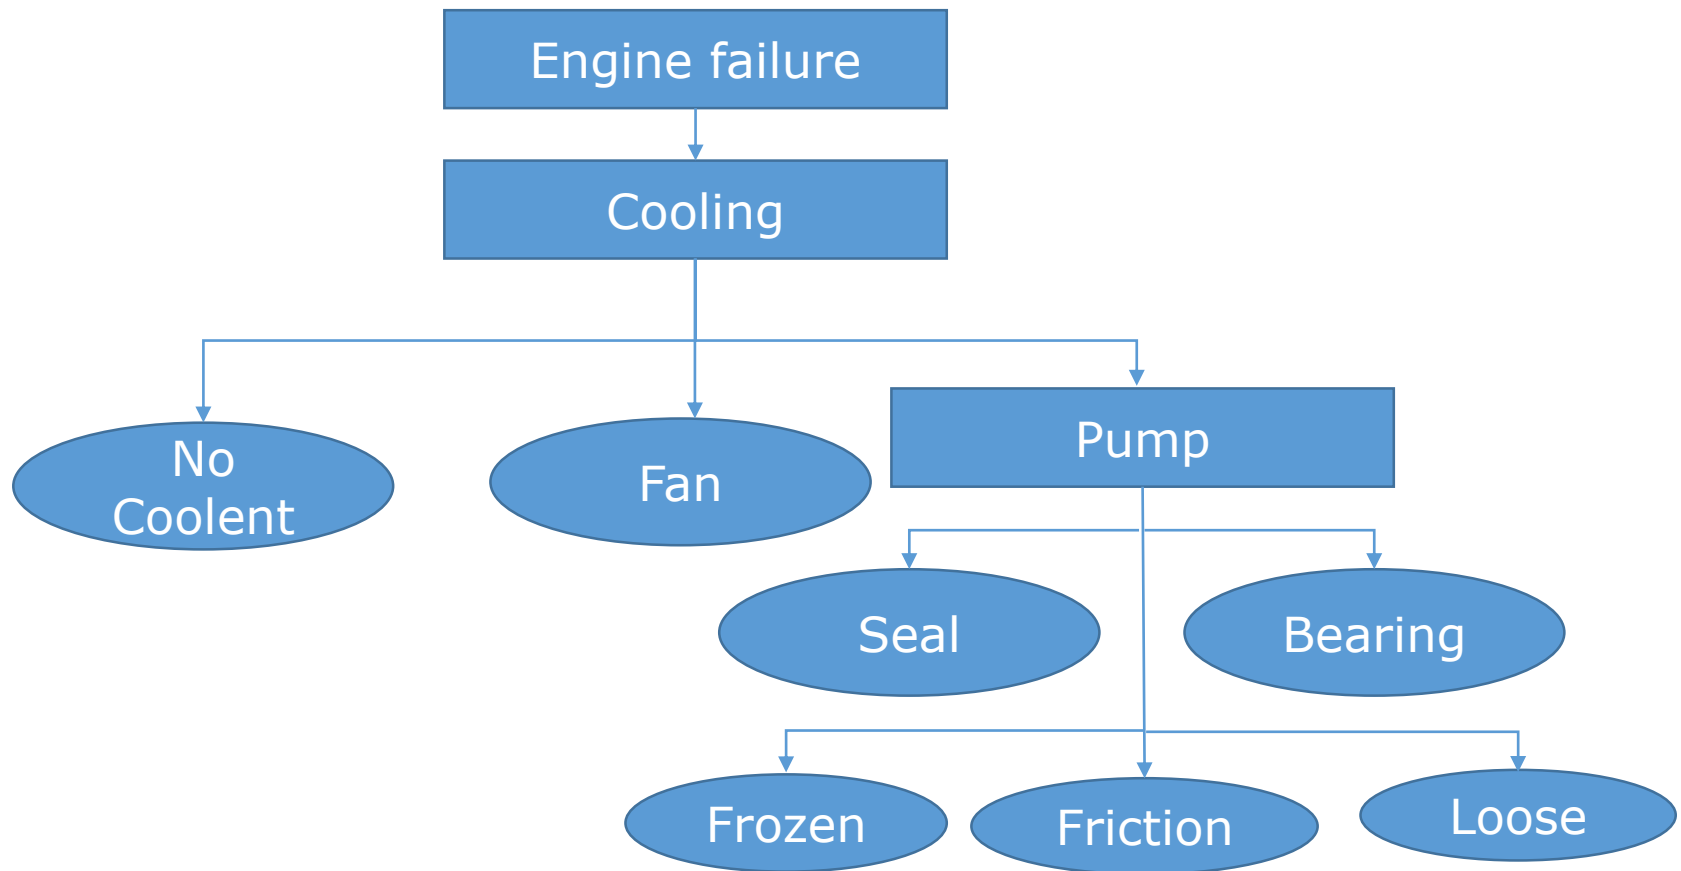 Engine failure
Cooling
No
Coolent
Fan
Pump
Seal
Bearing
Frozen
Friction
Loose